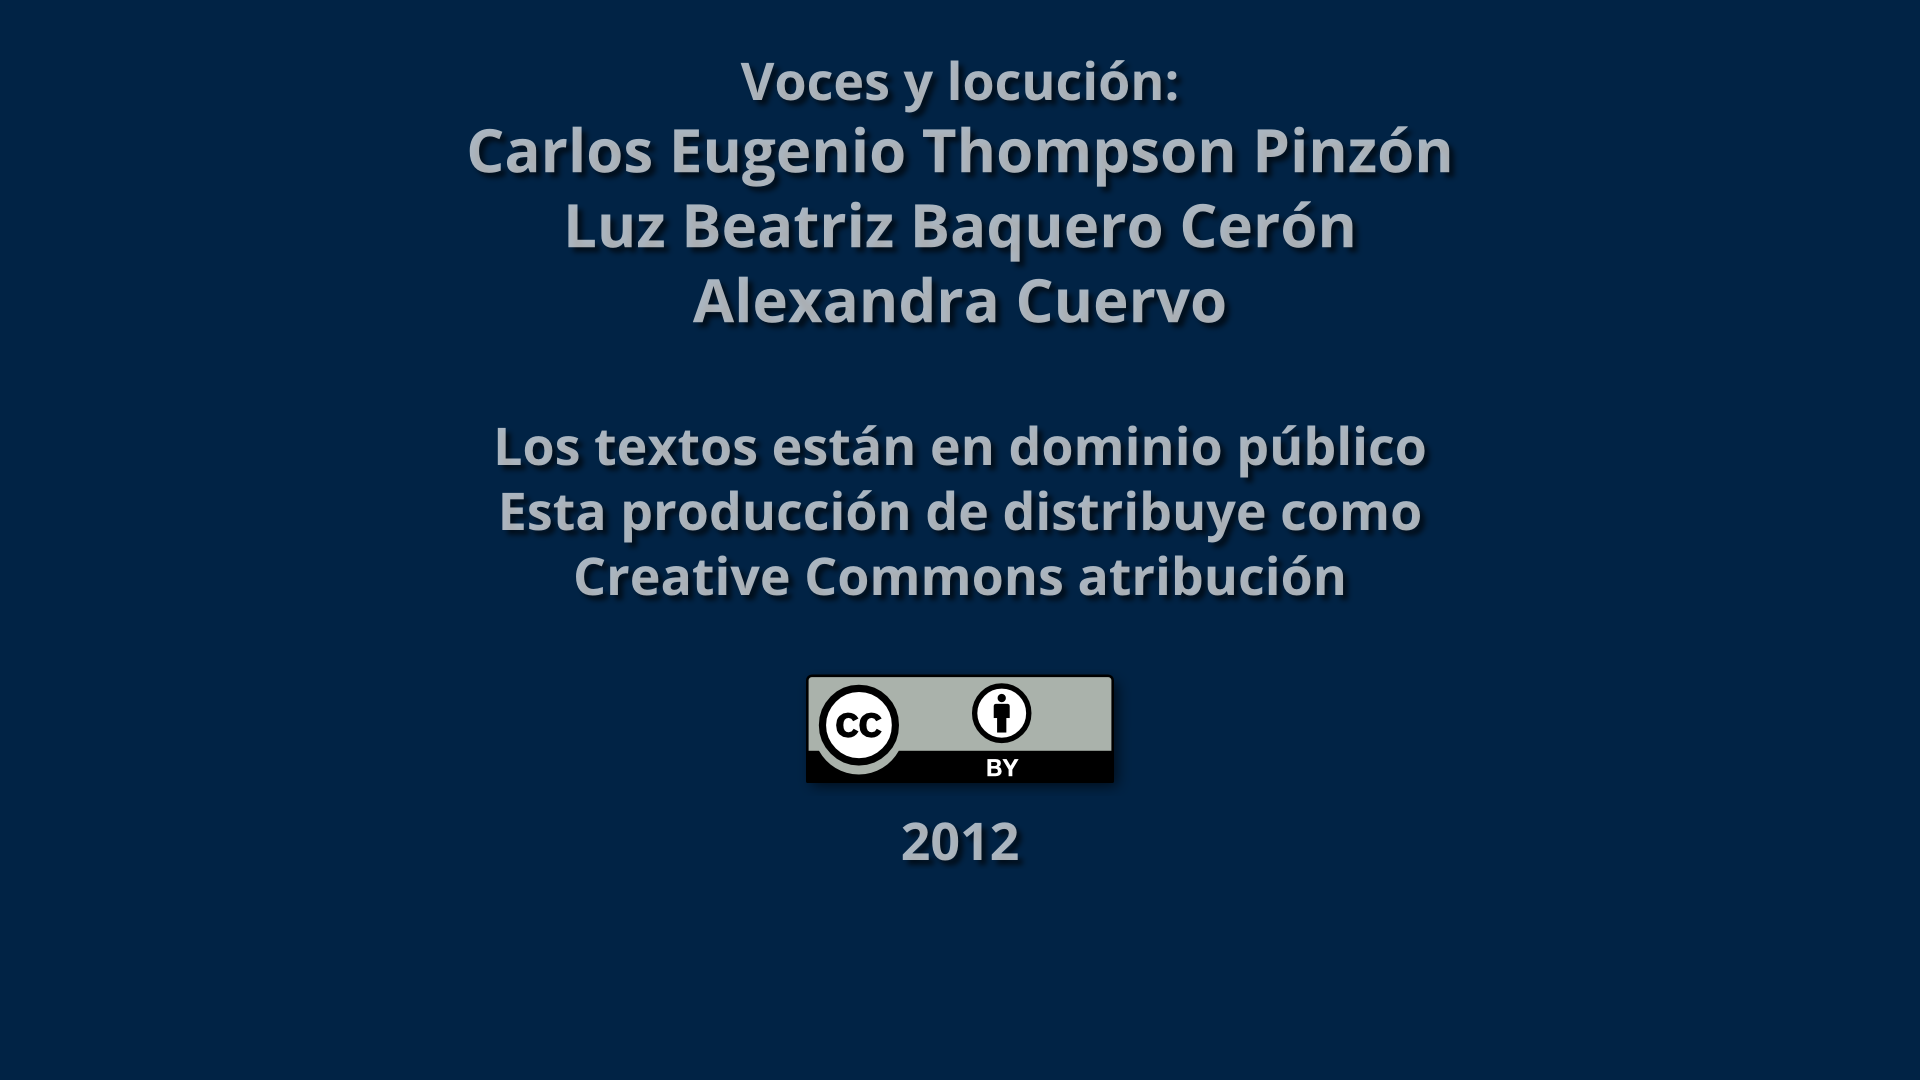 Voces y locución:
Carlos Eugenio Thompson Pinzón
Luz Beatriz Baquero Cerón
Alexandra Cuervo
Los textos están en dominio público
Esta producción de distribuye como
Creative Commons atribución
cc
BY
2012